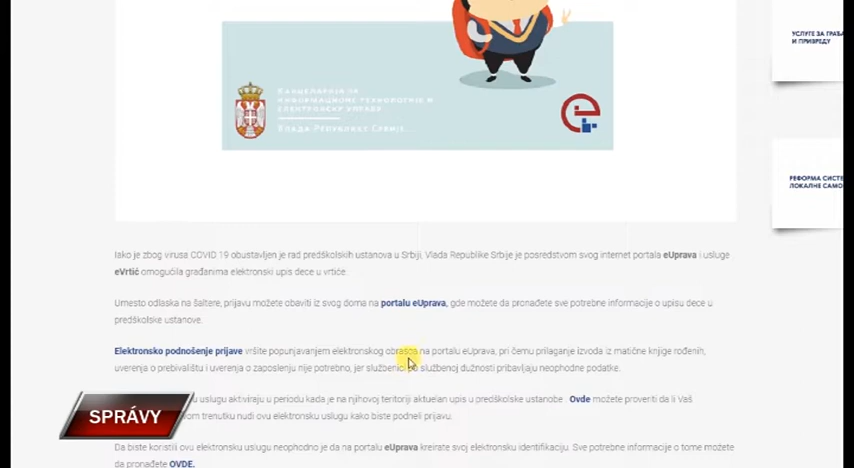 УСЛУГЕ ЗА ГРАЂА
И ПРИВРЕДУ
КАНЦЕЛАРИЈА ЗА
ИНФОРМАЦИОНЕ ТЕХНОЛОГИЈЕ И
ЕЛЕКТРОНСКУ УПРАВУ
ВЛАДА РЕПУБЛИКЕ СРБИЈЕ
РЕФОРМА СИСТЕ
ЛОКАЛНЕ САМО
Iako je zbog virusa COVID 19 obustavljen je rad predškolskih ustanova u Srbiji, Vlada Republike Srbije je posredstvom svog internet portala eUprava i usluge
eVrtić omogućila građanima elektronski upis dece u vrtiće.
Umesto odlaska na šaltere, prijavu možete obaviti iz svog doma na portalu eUprava, gde možete da pronađete sve potrebne informacije o upisu dece u
predškolske ustanove.
Elektronsko podnošenje prijave vršite popunjavanjem elektronskog obrasca na portalu eUprava, pri čemu prilaganje izvoda iz matične knjige rođenih,
uverenja o prebivalištu i uverenja o zaposlenju nije potrebno, jer službenici po službenoj dužnosti pribavljaju neophodne podatke.
u uslugu aktiviraju u periodu kada je na njihovoj teritoriji aktuelan upis u predškolske ustanobe . Ovde možete proveriti da li Vaš
vom trenutku nudi ovu elektronsku uslugu kako biste podneli prijavu.
SPRÁVY
Da biste koristili ovu elektronsku uslugu neophodno je da na portalu eUprava kreirate svoj elektronsku identifikaciju. Sve potrebne informacije o tome možete
da pronađete OVDE.